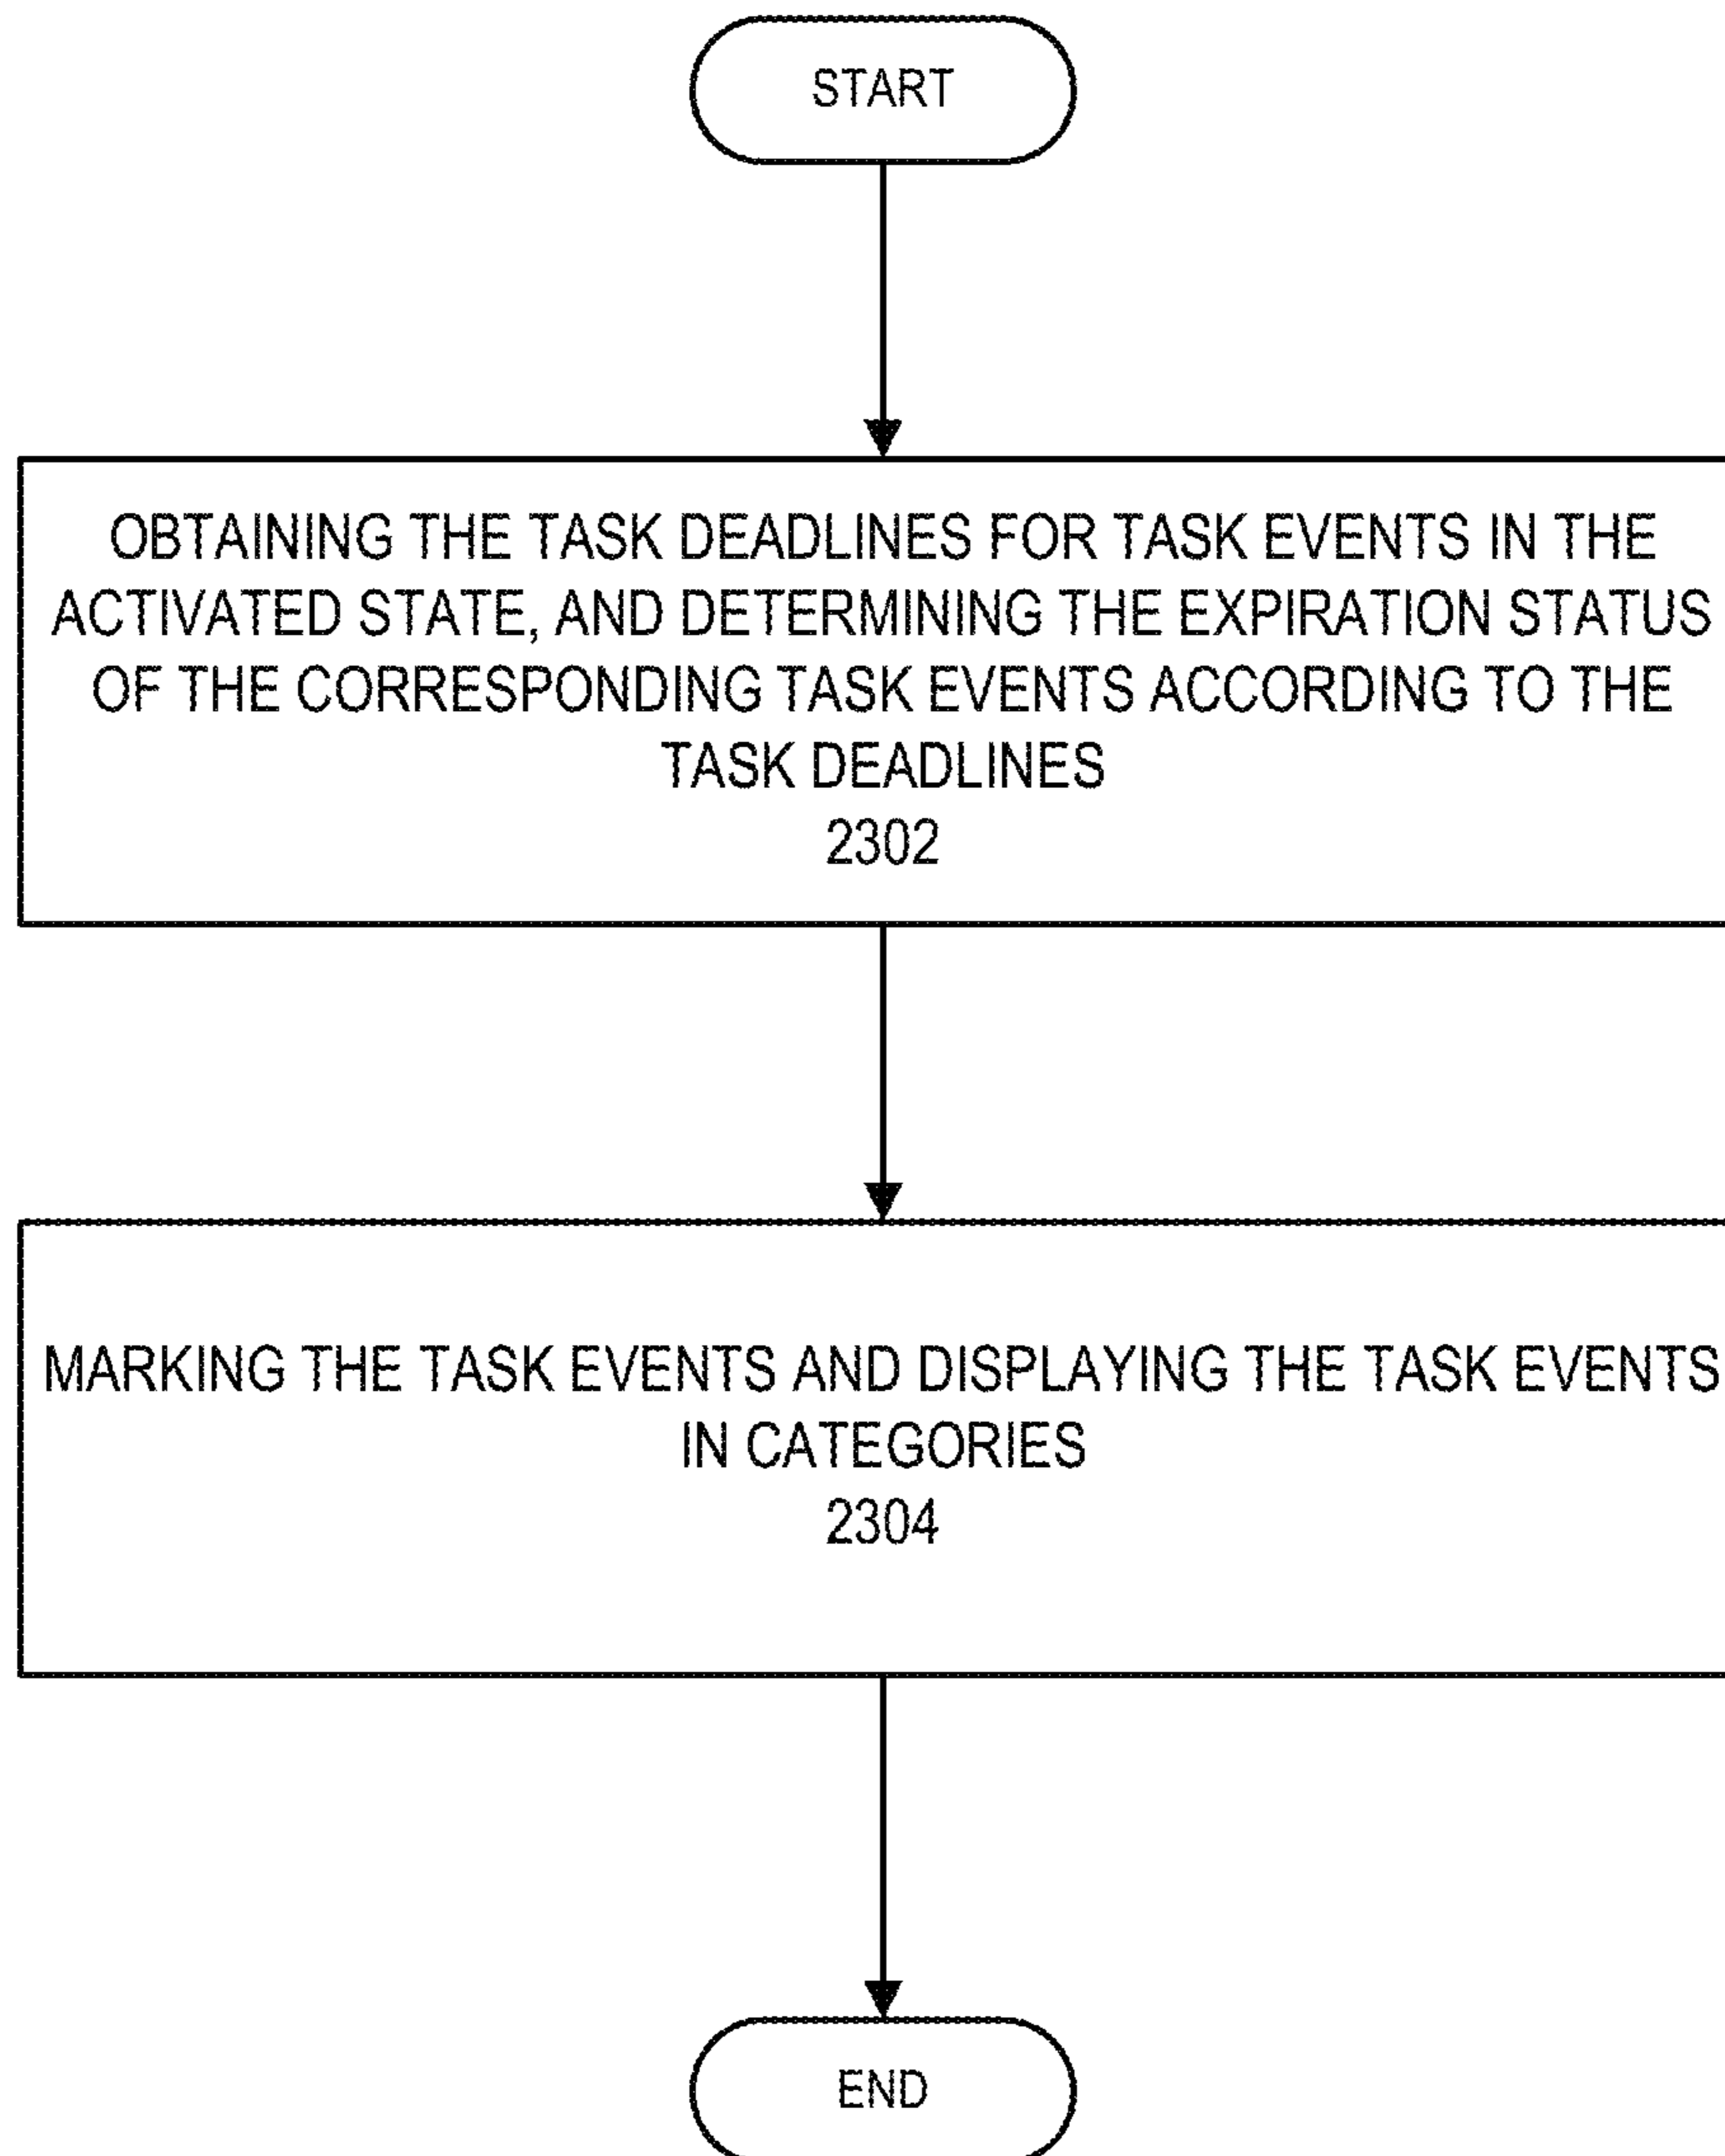 START
OBTAINING THE TASK DEADLINES FOR TASK EVENTS IN THE
ACTIVATED STATE, AND DETERMINING THE EXPIRATION STATUS
OF THE CORRESPONDING TASK EVENTS ACCORDING TO THE
TASK DEADLINES
2302
MARKING THE TASK EVENTS AND DISPLAYING THE TASK EVENTS
IN CATEGORIES
2304
END